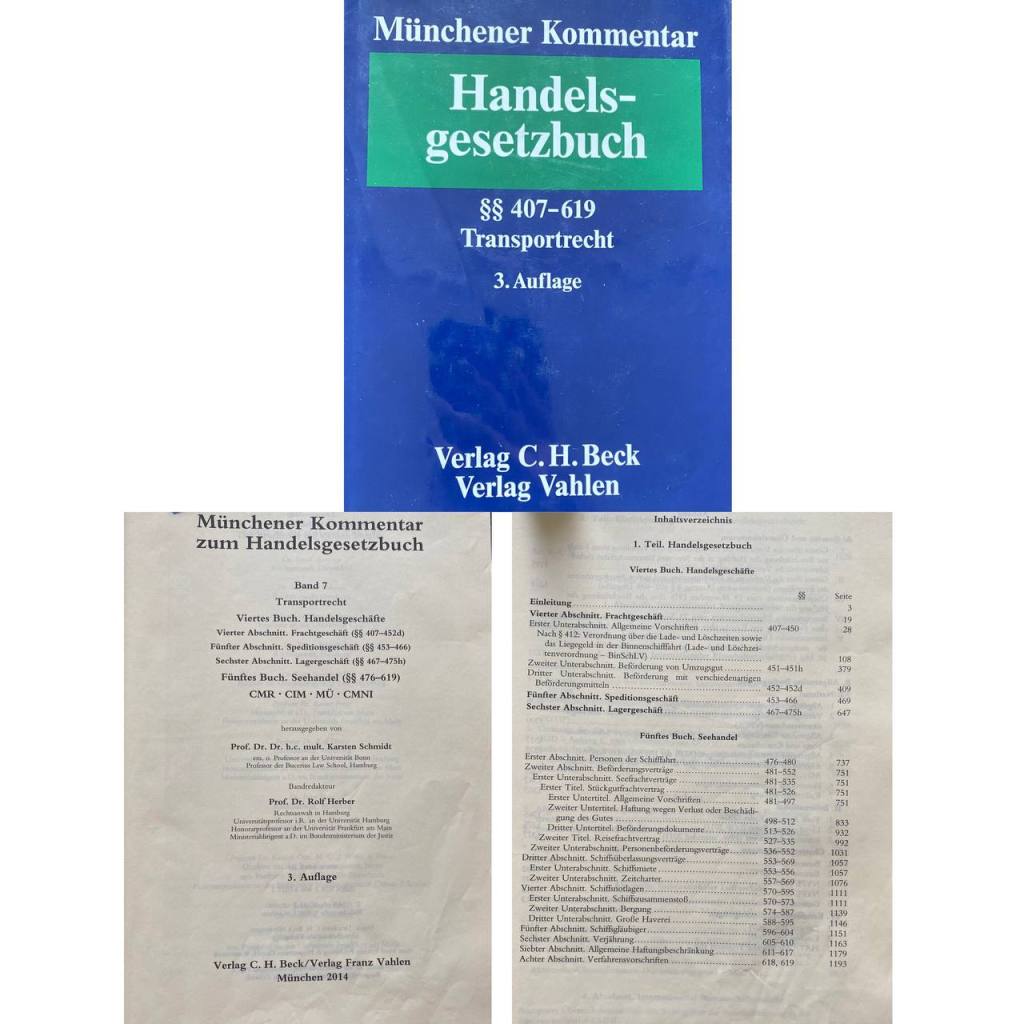 Münchener Kommentar
Handels-
gesetzbuch
§§ 407–619
Transportrecht
3. Auflage
Verlag C. H. Beck
Verlag Vahlen
Münchener Kommentar
zum Handelsgesetzbuch
Band 7
Transportrecht
Viertes Buch. Handelsgeschäfte
Vierter Abschnitt. Frachtgeschäft (§§ 407–452d)
Fünfter Abschnitt. Speditionsgeschäft (§§ 453–466)
Sechster Abschnitt. Lagergeschäft (§§ 467–475h)
Fünftes Buch. Seehandel (§§ 476–619)
CMR · CIM · MÜ · CMNI
herausgegeben von
Prof. Dr. Dr. h.c. mult. Karsten Schmidt
em. o. Professor an der Universität Bonn
Professor der Bucerius Law School, Hamburg
Bandredakteur
Prof. Dr. Rolf Herber
Rechtsanwalt in Hamburg
Universitätsprofessor i.R. an der Universität Hamburg
Honorarprofessor an der Universität Frankfurt am Main
Ministerialdirigent a.D. im Bundesministerium der Justiz
3. Auflage
Verlag C. H. Beck/Verlag Franz Vahlen
München 2014
Inhaltsverzeichnis
1. Teil. Handelsgesetzbuch
Viertes Buch. Handelsgeschäfte
§§ Seite
Einleitung 3
Vierter Abschnitt. Frachtgeschäft 19
Erster Unterabschnitt. Allgemeine Vorschriften 407–450 28
Nach § 412: Verordnung über die Lade- und Löschzeiten sowie
das Liegegeld in der Binnenschifffahrt (Lade- und Löschzei-
tenverordnung – BinSchLV) 108
Zweiter Unterabschnitt. Beförderung von Umzugsgut 451–451h 379
Dritter Unterabschnitt. Beförderung mit verschiedenartigen
Beförderungsmitteln 452–452d 409
Fünfter Abschnitt. Speditionsgeschäft 453–466 469
Sechster Abschnitt. Lagergeschäft 467–475h 647
Fünftes Buch. Seehandel
Erster Abschnitt. Personen der Schifffahrt 476–480 737
Zweiter Abschnitt. Beförderungsverträge 481–552 751
Erster Unterabschnitt. Seefrachtverträge 481–535 751
Erster Titel. Stückgutfrachtvertrag 481–526 751
Erster Untertitel. Allgemeine Vorschriften 481–497 751
Zweiter Untertitel. Haftung wegen Verlust oder Beschädi-
gung des Gutes 498–512 833
Dritter Untertitel. Beförderungsdokumente 513–526 932
Zweiter Titel. Reisefrachtvertrag 527–535 992
Zweiter Unterabschnitt. Personenbeförderungsverträge 536–552 1031
Dritter Abschnitt. Schiffsüberlassungsverträge 553–569 1057
Erster Unterabschnitt. Schiffsmiete 553–556 1057
Zweiter Unterabschnitt. Zeitcharter 557–569 1076
Vierter Abschnitt. Schiffsnotlagen 570–595 1111
Erster Unterabschnitt. Schiffszusammenstoß 570–573 1111
Zweiter Unterabschnitt. Bergung 574–587 1139
Dritter Unterabschnitt. Große Haverei 588–595 1146
Fünfter Abschnitt. Schiffsgläubiger 596–604 1151
Sechster Abschnitt. Verjährung 605–610 1163
Siebter Abschnitt. Allgemeine Haftungsbeschränkung 611–617 1179
Achter Abschnitt. Verfahrensvorschriften 618, 619 1193